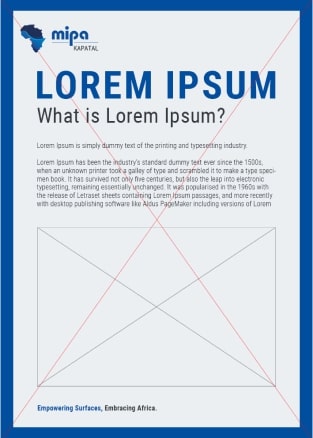 mipa
KAPATAL
LOREM IPSUM
What is Lorem Ipsum?
Lorem Ipsum is simply dummy text of the printing and typesetting industry.
Lorem Ipsum has been the industry's standard dummy text ever since the 1500s,
when an unknown printer took a galley of type and scrambled it to make a type speci-
men book. It has survived not only five centuries, but also the leap into electronic
typesetting, remaining essentially unchanged. It was popularised in the 1960s with
the release of Letraset sheets containing Lorem Ipsum passages, and more recently
with desktop publishing software like Aldus PageMaker including versions of Lorem
Empowering Surfaces, Embracing Africa.